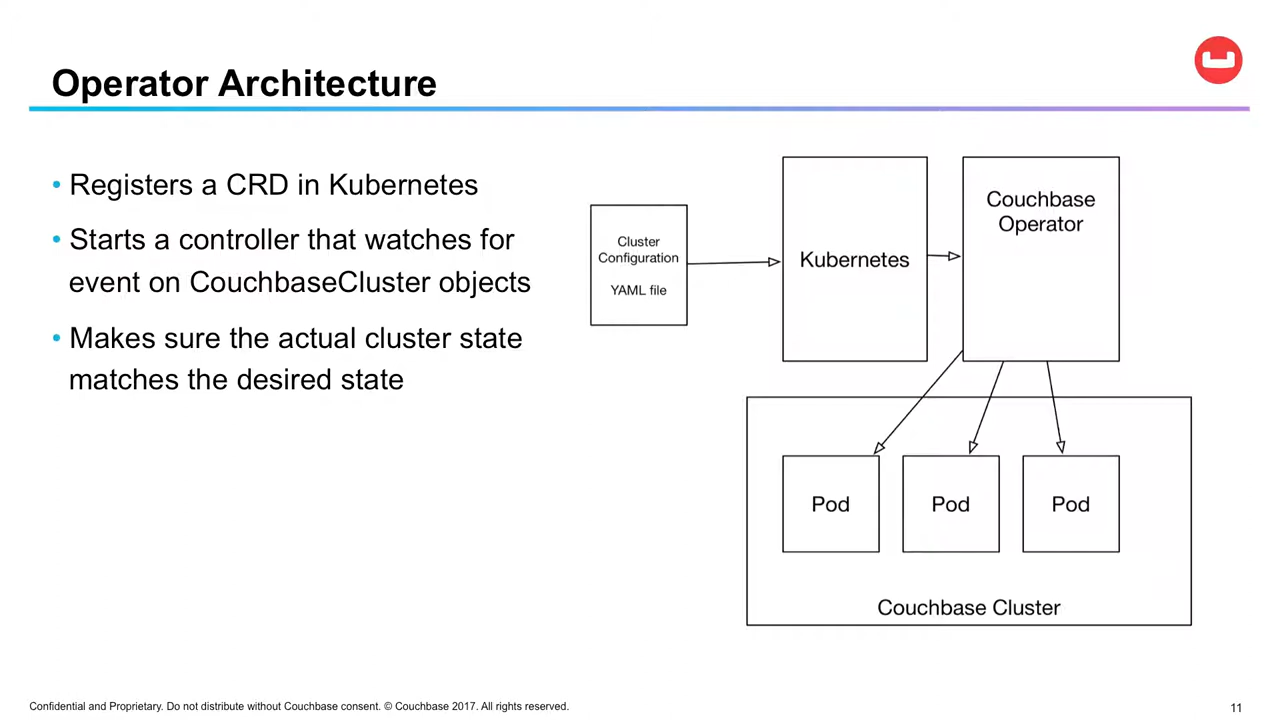 Operator Architecture
• Registers a CRD in Kubernetes
• Starts a controller that watches for
event on CouchbaseCluster objects
• Makes sure the actual cluster state
matches the desired state
Cluster
Configuration
YAML file
Kubernetes
Couchbase
Operator
Pod
Pod
Pod
Couchbase Cluster
Confidential and Proprietary. Do not distribute without Couchbase consent. © Couchbase 2017. All rights reserved.
11